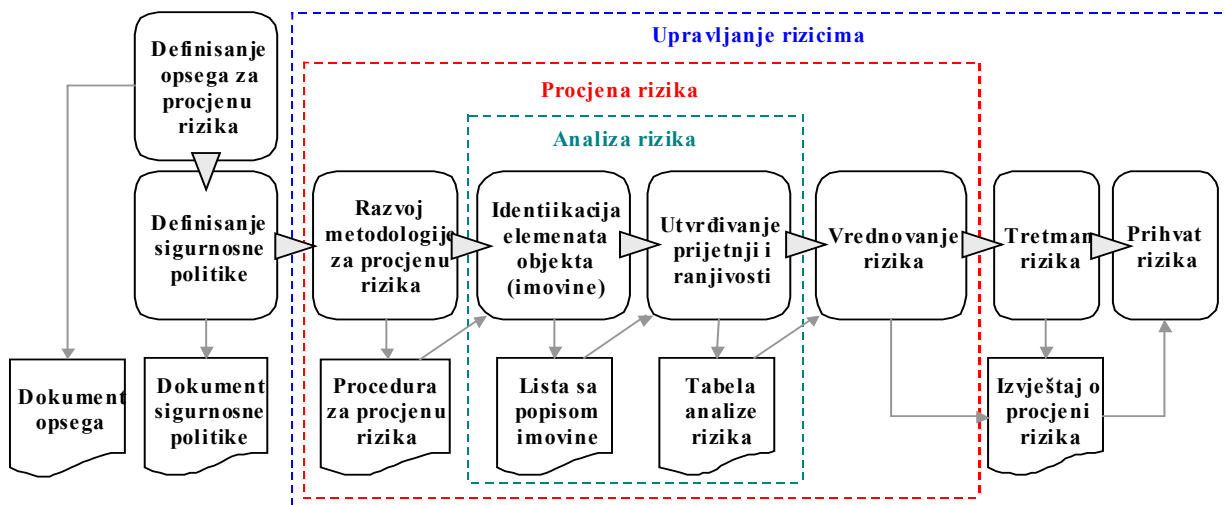 Definisanje
opsega za
procjenu
rizika
Upravljanje rizicima
Procjena rizika
Analiza rizika
Definisanje
sigurnosne
politike
Razvoj
metodologije
za procjenu
rizika
Identiikacija
elemenata
objekta
(imovine)
Utvrđivanje
prijetnji i
ranjivosti
Vrednovanje
rizika
Tretman
rizika
Prihvat
rizika
Dokument
opsega
Dokument
sigurnosne
politike
Procedura
za procjenu
rizika
Lista sa
popisom
imovine
Tabela
analize
rizika
Izvještaj o
procjeni
rizika